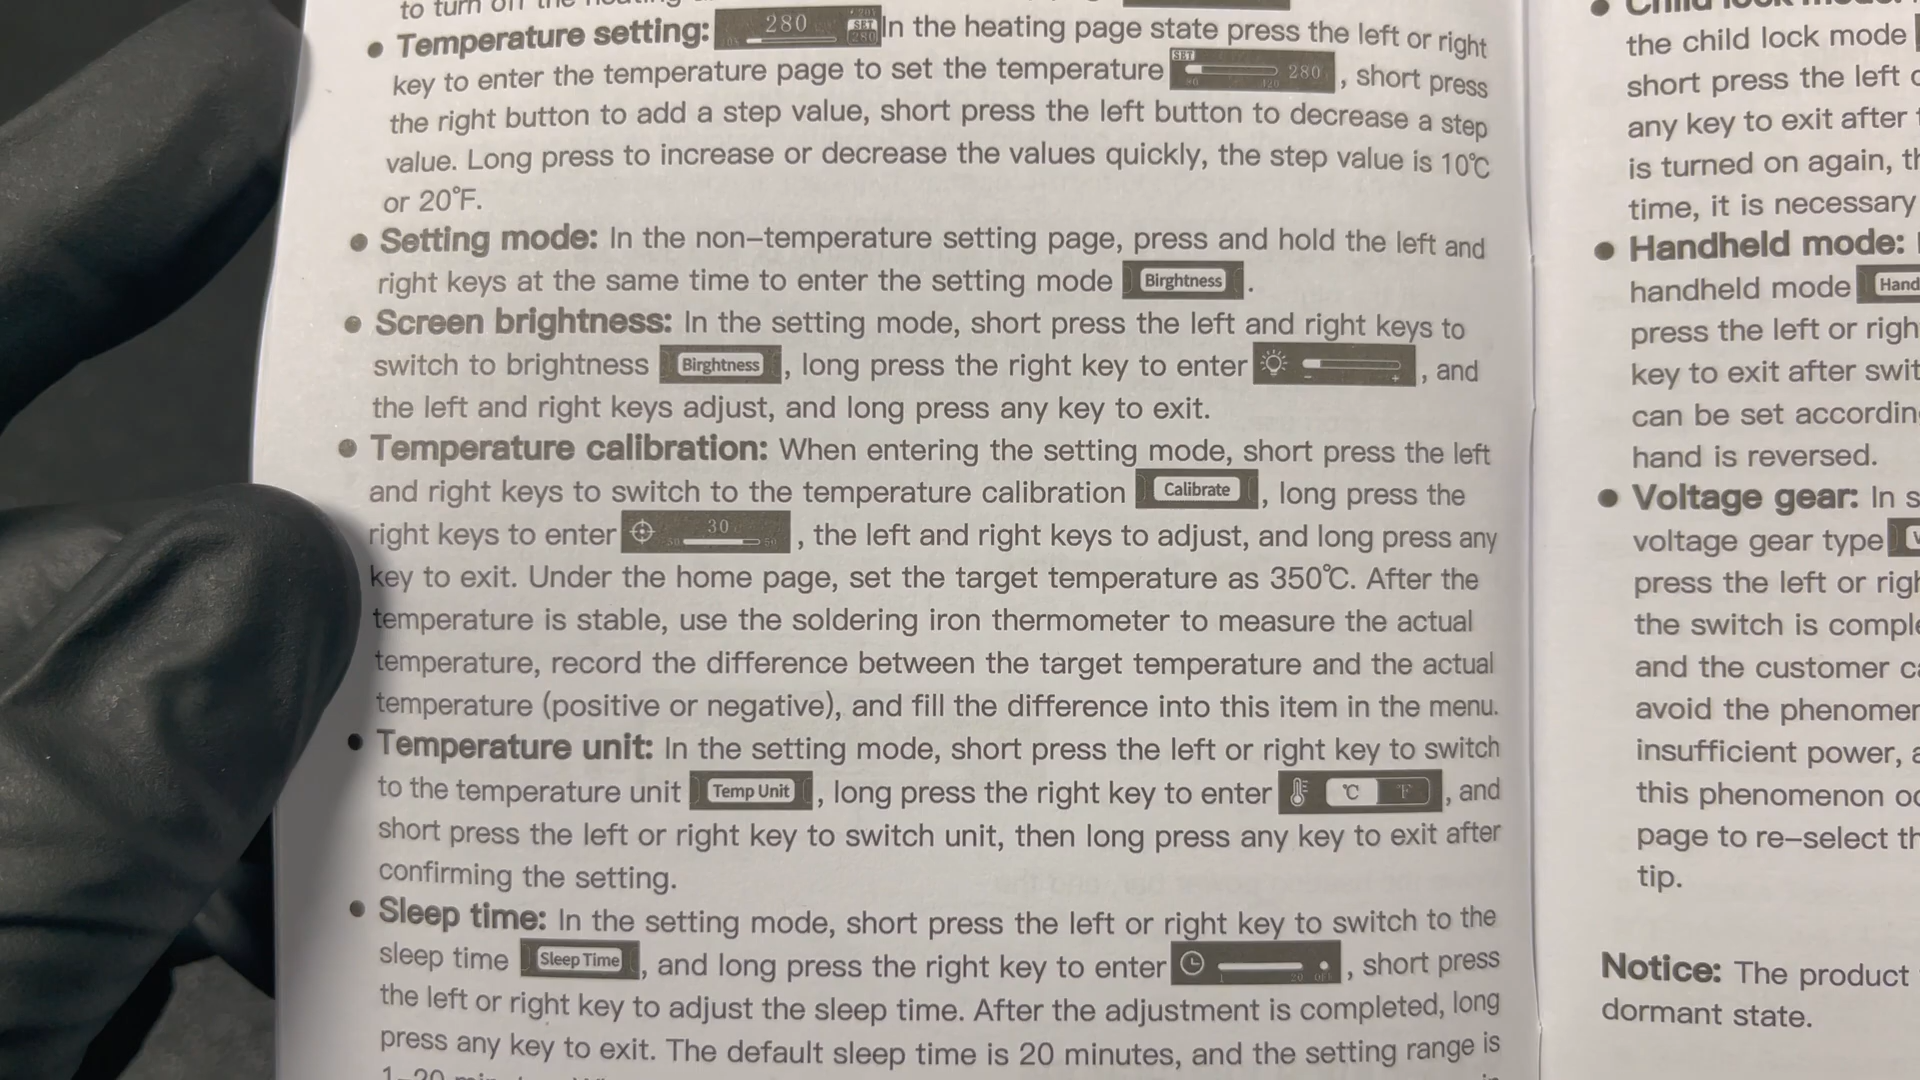 to turn off the
• Temperature setting: 280 SET 280 In the heating page state press the left or right
key to enter the temperature page to set the temperature SET 280 , short press
the right button to add a step value, short press the left button to decrease a step
value. Long press to increase or decrease the values quickly, the step value is 10℃
or 20℉.
• Setting mode: In the non-temperature setting page, press and hold the left and
right keys at the same time to enter the setting mode Birghtness .
• Screen brightness: In the setting mode, short press the left and right keys to
switch to brightness Birghtness , long press the right key to enter - + , and
the left and right keys adjust, and long press any key to exit.
• Temperature calibration: When entering the setting mode, short press the left
and right keys to switch to the temperature calibration Calibrate , long press the
right keys to enter 30 -50 50 , the left and right keys to adjust, and long press any
key to exit. Under the home page, set the target temperature as 350℃. After the
temperature is stable, use the soldering iron thermometer to measure the actual
temperature, record the difference between the target temperature and the actual
temperature (positive or negative), and fill the difference into this item in the menu.
• Temperature unit: In the setting mode, short press the left or right key to switch
to the temperature unit Temp Unit , long press the right key to enter ℃ ℉ , and
short press the left or right key to switch unit, then long press any key to exit after
confirming the setting.
• Sleep time: In the setting mode, short press the left or right key to switch to the
sleep time Sleep Time , and long press the right key to enter 1 20 OFF , short press
the left or right key to adjust the sleep time. After the adjustment is completed, long
press any key to exit. The default sleep time is 20 minutes, and the setting range is
1-20
• Child lock mode:
the child lock mode
short press the left
any key to exit after
is turned on again,
time, it is necessary
• Handheld mode:
handheld mode Hand
press the left or
key to exit after
can be set
hand is reversed.
• Voltage gear: In
voltage gear type
press the left or
the switch is
and the customer
avoid the
insufficient power,
this phenomenon
page to re-select
tip.
Notice: The product
dormant state.